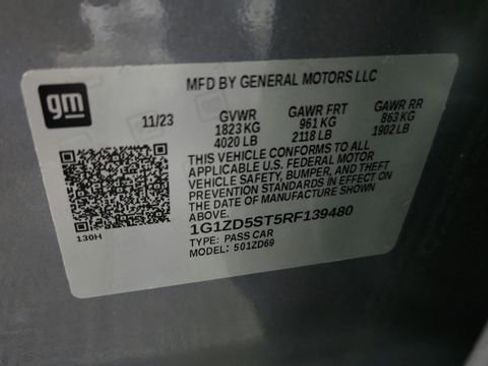 gm
MFD BY GENERAL MOTORS LLC
11/23 GVWR GAWR FRT GAWR RR
1823 KG 961 KG 863 KG
4020 LB 2118 LB 1902 LB
THIS VEHICLE CONFORMS TO ALL
APPLICABLE U.S. FEDERAL MOTOR
VEHICLE SAFETY, BUMPER, AND THEFT
PREVENTION STANDARDS IN EFFECT ON
THE DATE OF MANUFACTURE SHOWN
ABOVE.
130H
1G1ZD5ST5RF139480
TYPE: PASS CAR
MODEL: 501ZD69